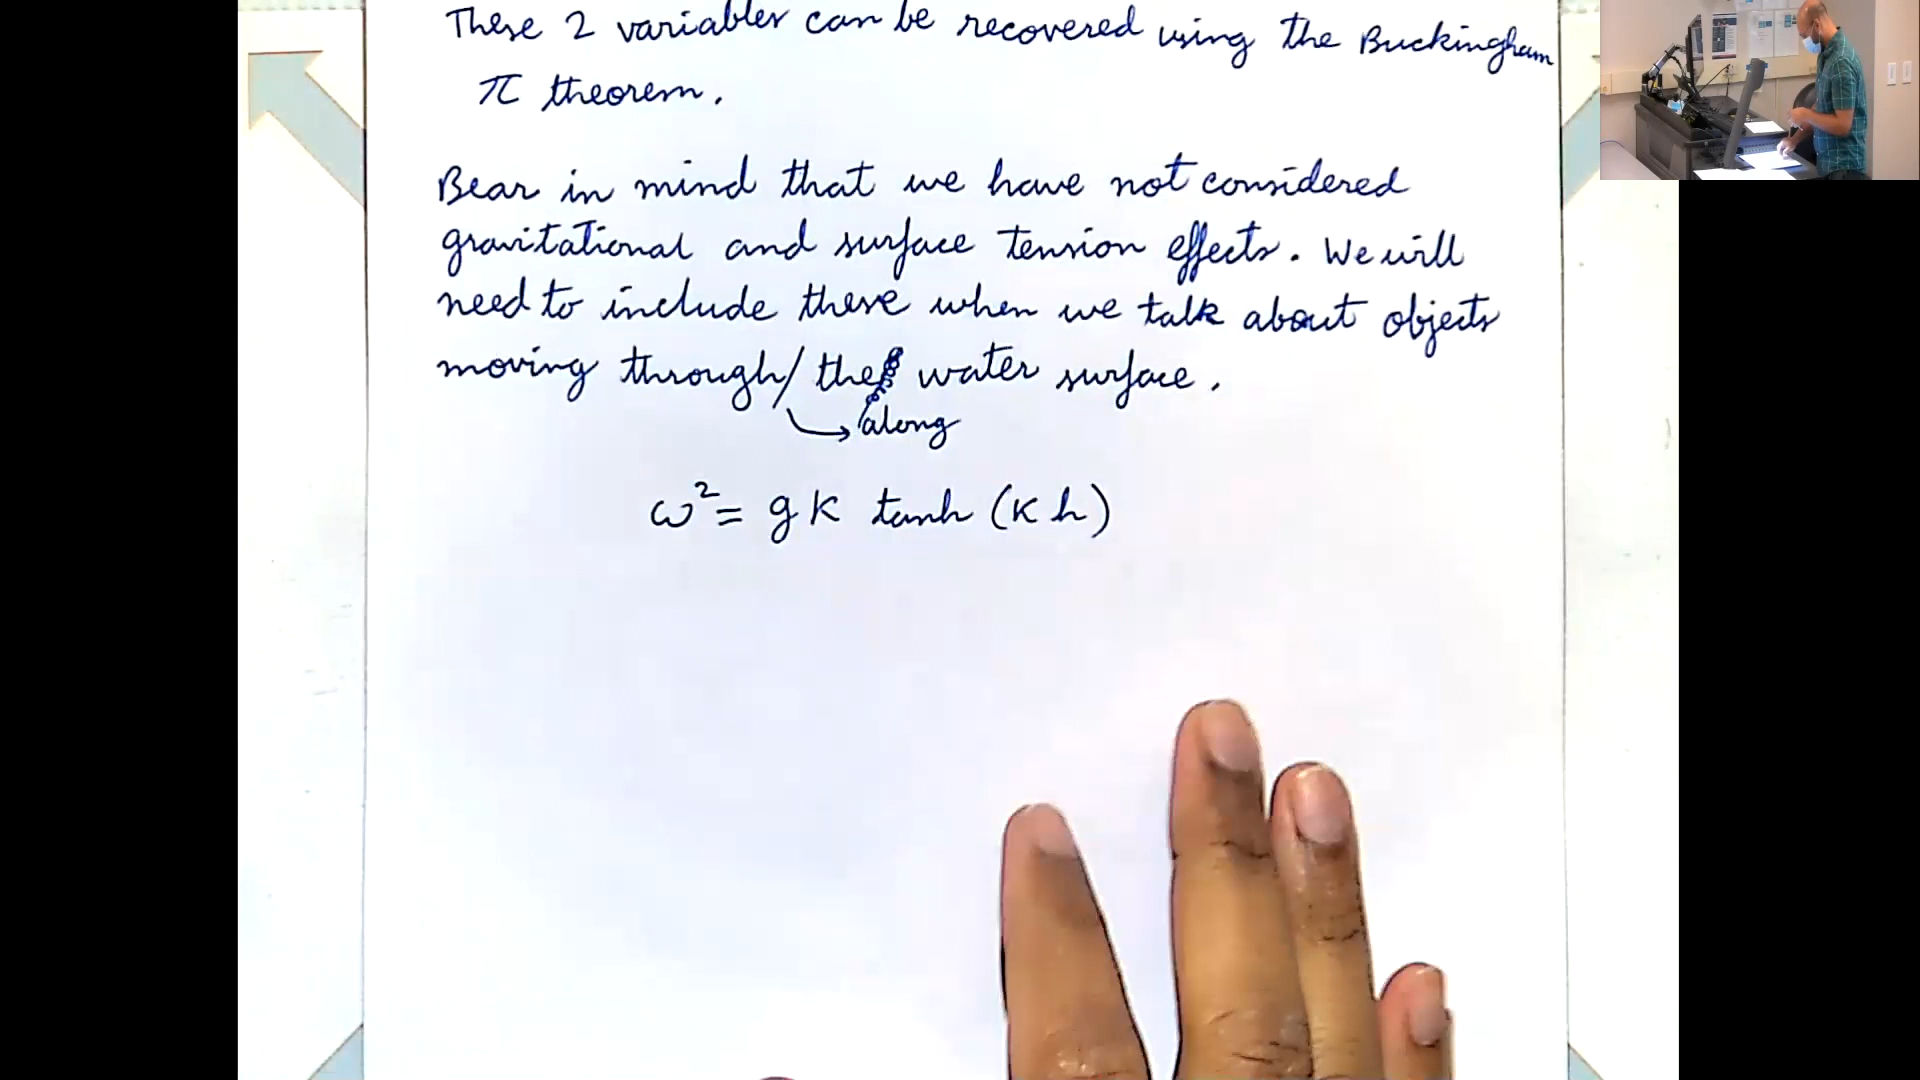 These 2 variables can be recovered using the Buckingham
π theorem.
Bear in mind that we have not considered
gravitational and surface tension effects. We will
need to include these when we talk about objects
moving through/ the water surface.
along
ω² = gk tanh (kh)